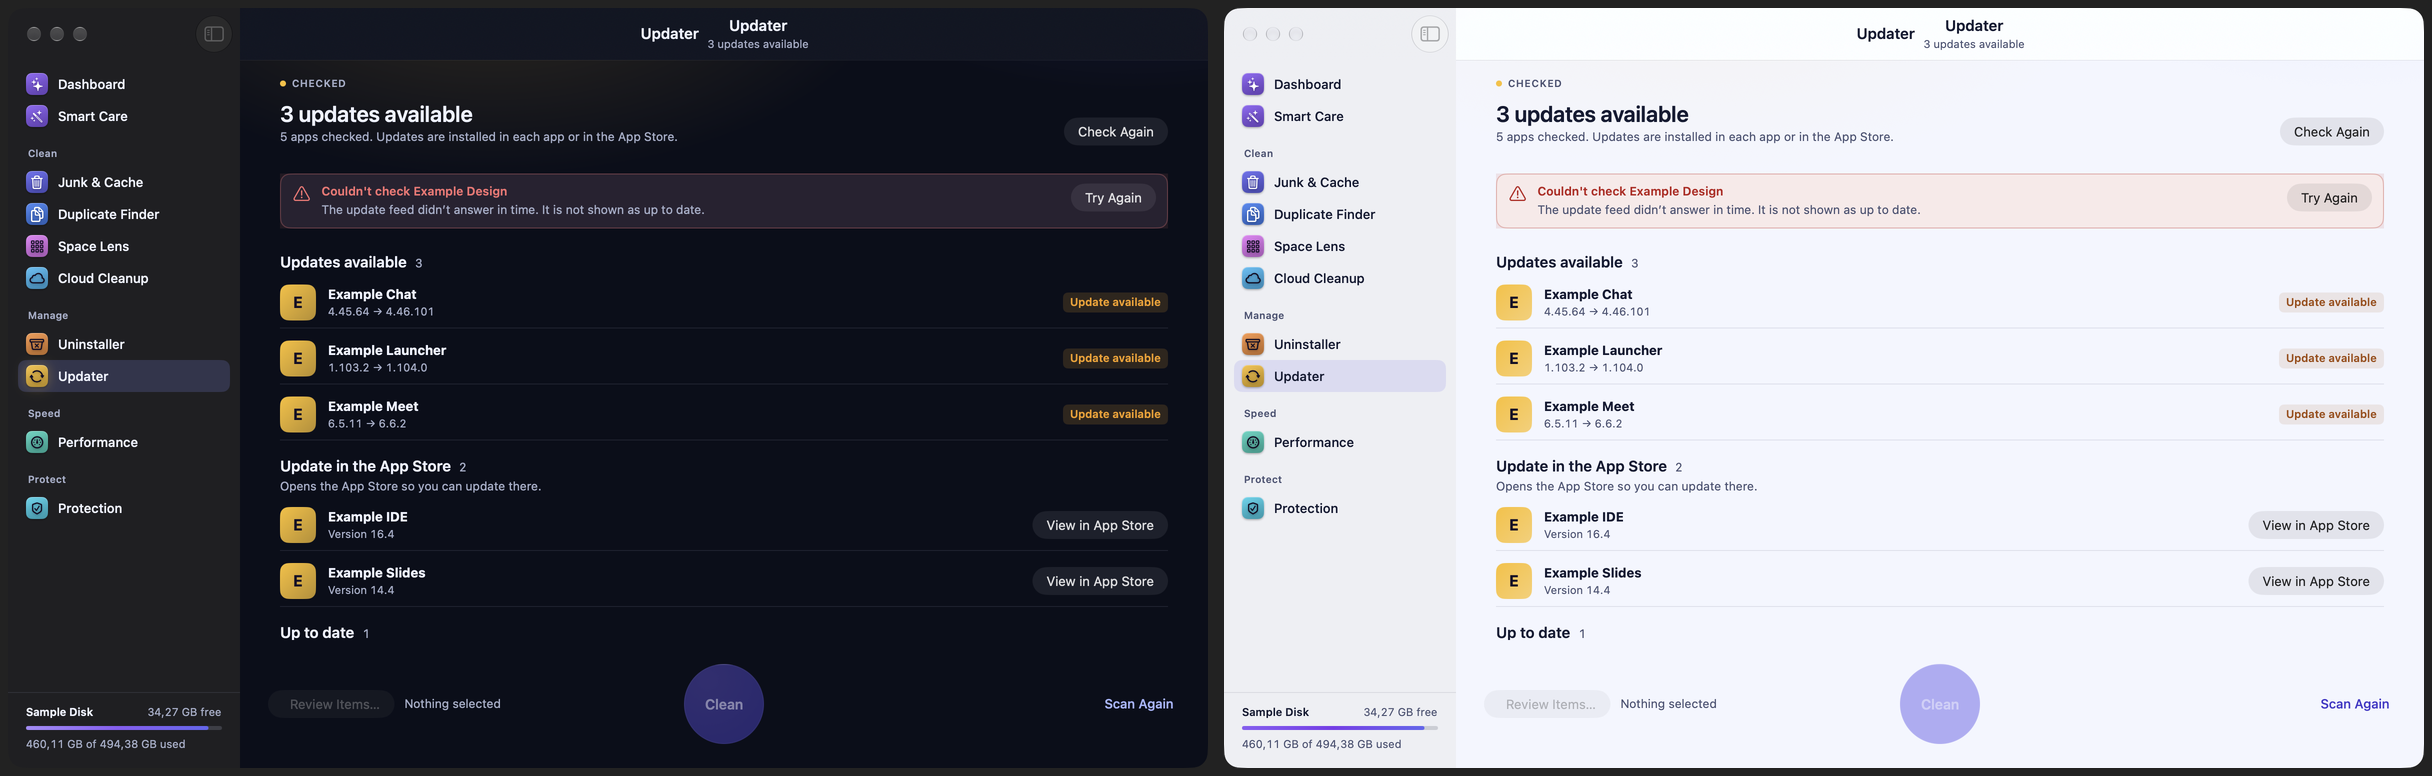 Updater
Updater
3 updates available
Dashboard
Smart Care
Clean
Junk & Cache
Duplicate Finder
Space Lens
Cloud Cleanup
Manage
Uninstaller
Updater
Speed
Performance
Protect
Protection
Sample Disk 34,27 GB free
460,11 GB of 494,38 GB used
CHECKED
3 updates available
5 apps checked. Updates are installed in each app or in the App Store.
Check Again
Couldn't check Example Design
The update feed didn’t answer in time. It is not shown as up to date.
Try Again
Updates available 3
E
Example Chat
4.45.64 → 4.46.101
Update available
E
Example Launcher
1.103.2 → 1.104.0
Update available
E
Example Meet
6.5.11 → 6.6.2
Update available
Update in the App Store 2
Opens the App Store so you can update there.
E
Example IDE
Version 16.4
View in App Store
E
Example Slides
Version 14.4
View in App Store
Up to date 1
Review Items...
Nothing selected
Clean
Scan Again
Updater
Updater
3 updates available
Dashboard
Smart Care
Clean
Junk & Cache
Duplicate Finder
Space Lens
Cloud Cleanup
Manage
Uninstaller
Updater
Speed
Performance
Protect
Protection
Sample Disk 34,27 GB free
460,11 GB of 494,38 GB used
CHECKED
3 updates available
5 apps checked. Updates are installed in each app or in the App Store.
Check Again
Couldn't check Example Design
The update feed didn’t answer in time. It is not shown as up to date.
Try Again
Updates available 3
E
Example Chat
4.45.64 → 4.46.101
Update available
E
Example Launcher
1.103.2 → 1.104.0
Update available
E
Example Meet
6.5.11 → 6.6.2
Update available
Update in the App Store 2
Opens the App Store so you can update there.
E
Example IDE
Version 16.4
View in App Store
E
Example Slides
Version 14.4
View in App Store
Up to date 1
Review Items...
Nothing selected
Clean
Scan Again